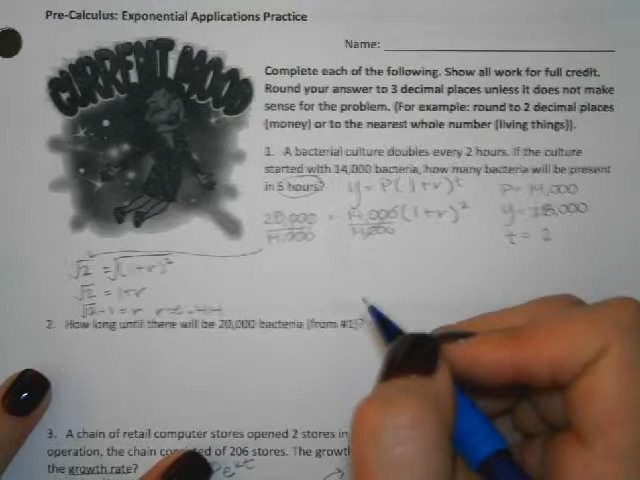 Pre-Calculus: Exponential Applications Practice
Name:
CURRENT MOOD
Complete each of the following. Show all work for full credit.
Round your answer to 3 decimal places unless it does not make
sense for the problem. (For example: round to 2 decimal places
(money) or to the nearest whole number (living things)).
1. A bacterial culture doubles every 2 hours. If the culture
started with 14,000 bacteria, how many bacteria will be present
in 6 hours? y = P(1+r)^t P = 14,000
28,000 = 14,000(1+r)^2 y = 28,000
14,000 14,000 t = 2
√2 = √(1+r)^2
√2 = 1+r
√2 - 1 = r
2. How long until there will be 20,000 bacteria (from #1)?
3. A chain of retail computer stores opened 2 stores in
operation, the chain consisted of 206 stores. The growt
the growth rate? Pe^kt